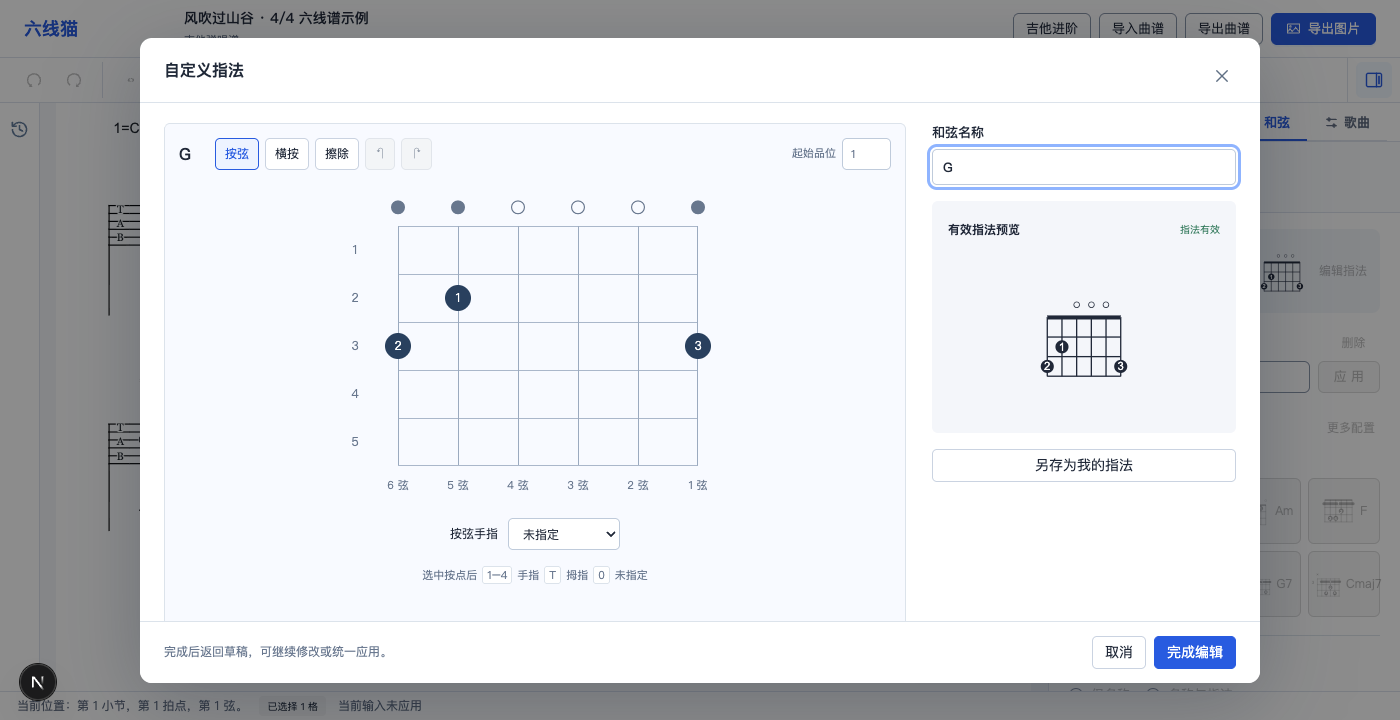 六线猫
风吹过山谷 · 4/4 六线谱示例
吉他进阶
导入曲谱
导出曲谱
导出图片
自定义指法
1=C
和弦
歌曲
G
按弦
横按
擦除
起始品位
1
1
2
3
4
5
1
2
3
6 弦
5 弦
4 弦
3 弦
2 弦
1 弦
按弦手指
未指定
选中按点后 1—4 手指 T 拇指 0 未指定
和弦名称
G
有效指法预览
指法有效
1
2
3
另存为我的指法
T
A
B
T
A
B
1
2
3
编辑指法
删除
应 用
更多配置
Am
F
G7
Cmaj7
完成后返回草稿，可继续修改或统一应用。
取消
完成编辑
N
当前位置：第 1 小节，第 1 拍点，第 1 弦。
已选择 1 格
当前输入未应用